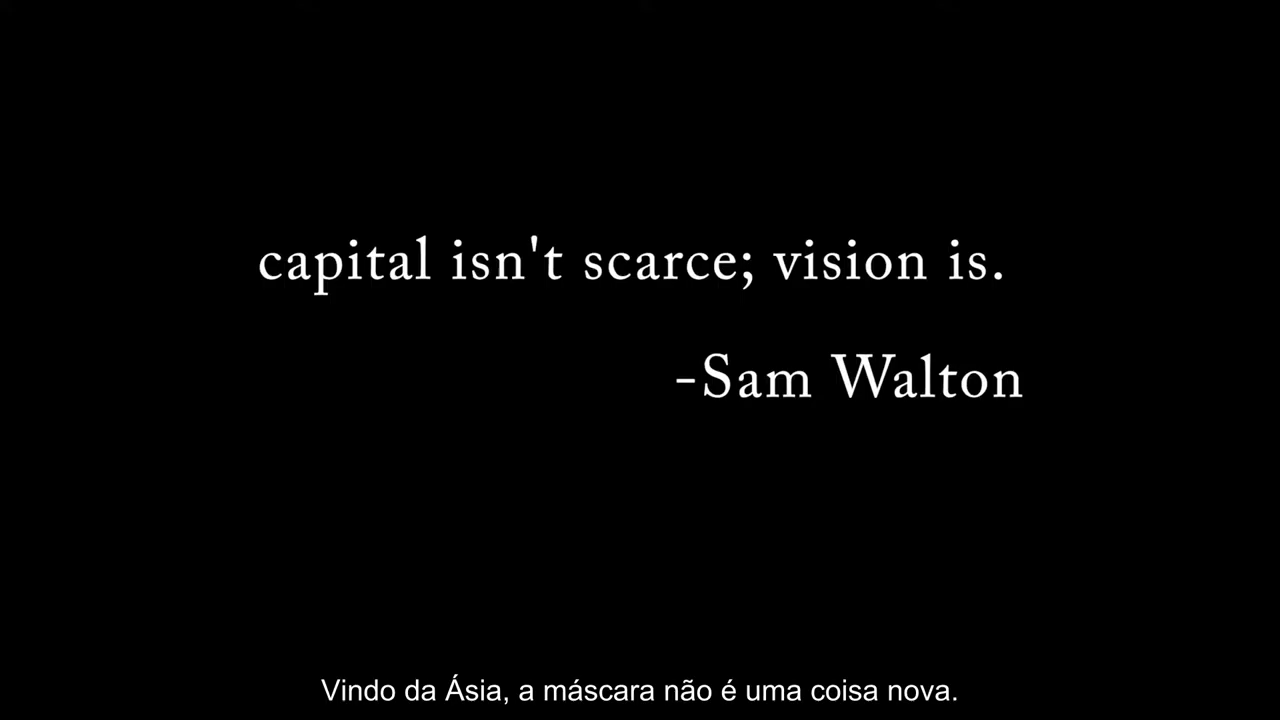 capital isn't scarce; vision is.
-Sam Walton
Vindo da Ásia, a máscara não é uma coisa nova.